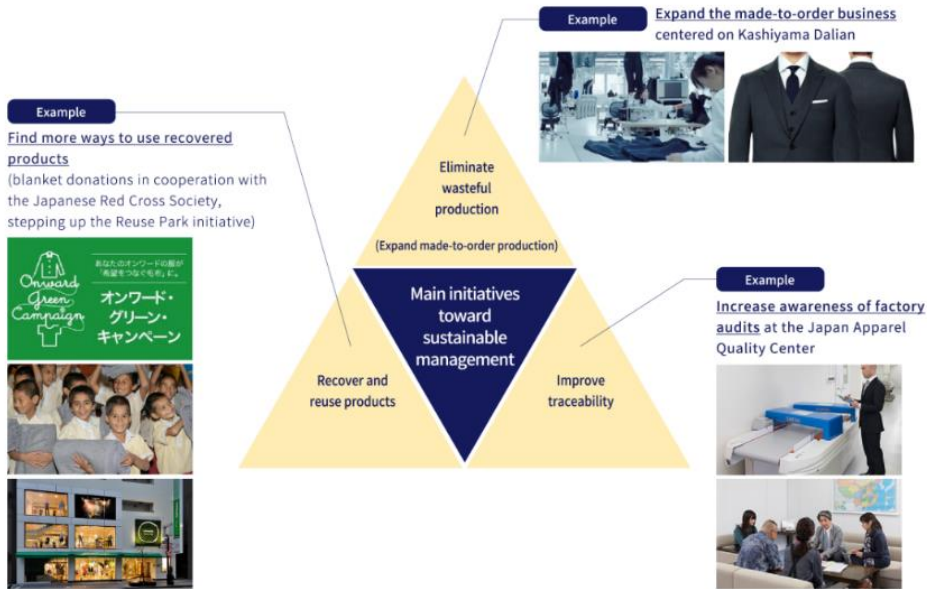 Example
Expand the made-to-order business
centered on Kashiyama Dalian
Example
Find more ways to use recovered
products
(blanket donations in cooperation with
the Japanese Red Cross Society,
stepping up the Reuse Park initiative)
Onward
Green
Campaign
あなたのオンワードの服が
「希望をつなぐ毛布」に。
オンワード・
グリーン・
キャンペーン
Eliminate
wasteful
production
(Expand made-to-order production)
Main initiatives
toward
sustainable
management
Recover and
reuse products
Improve
traceability
Example
Increase awareness of factory
audits at the Japan Apparel
Quality Center